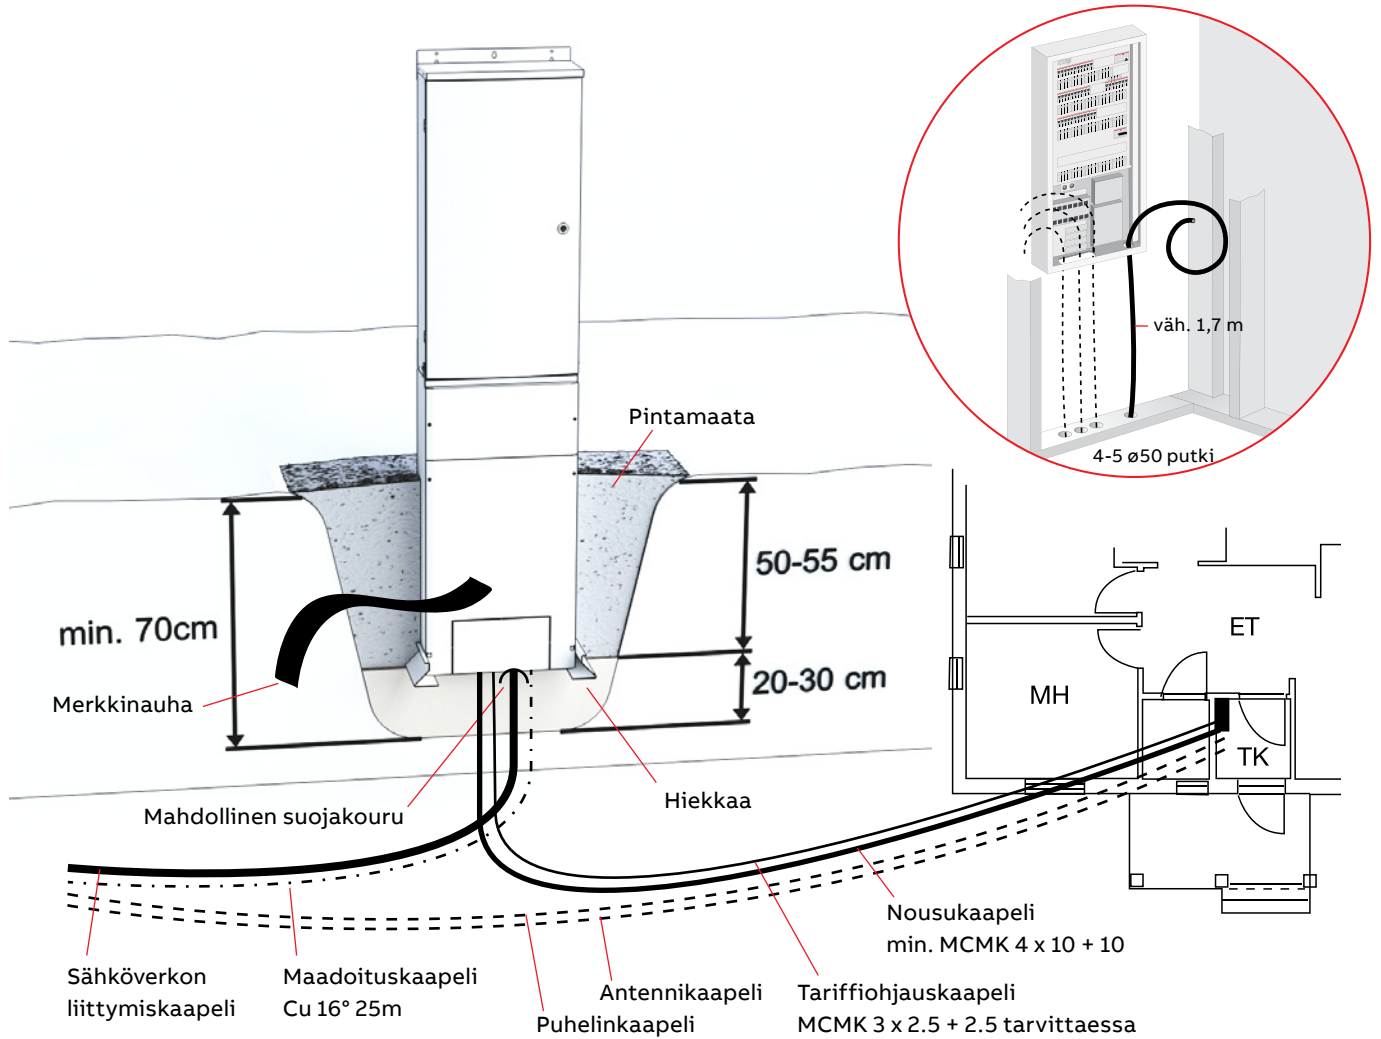 väh. 1,7 m
4-5 ø50 putki
Pintamaata
50-55 cm
min. 70cm
20-30 cm
Merkkinauha
Mahdollinen suojakouru
Hiekkaa
ET
MH
TK
Nousukaapeli
min. MCMK 4 x 10 + 10
Sähköverkon
liittymiskaapeli
Maadoituskaapeli
Cu 16° 25m
Antennikaapeli
Puhelinkaapeli
Tariffiohjauskaapeli
MCMK 3 x 2.5 + 2.5 tarvittaessa